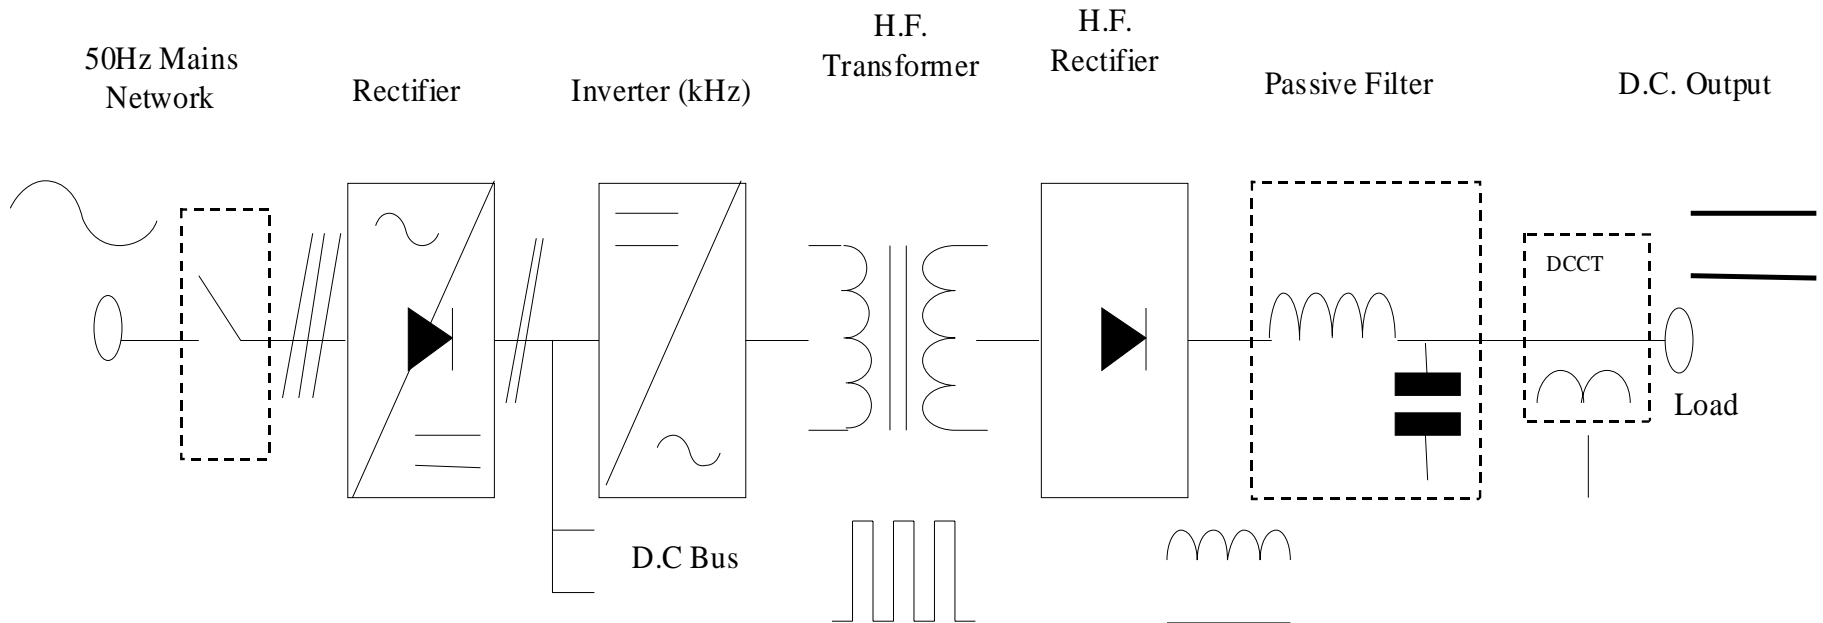 50Hz Mains
Network
Rectifier
Inverter (kHz)
H.F.
Transformer
H.F.
Rectifier
Passive Filter
D.C. Output
DCCT
Load
D.C Bus